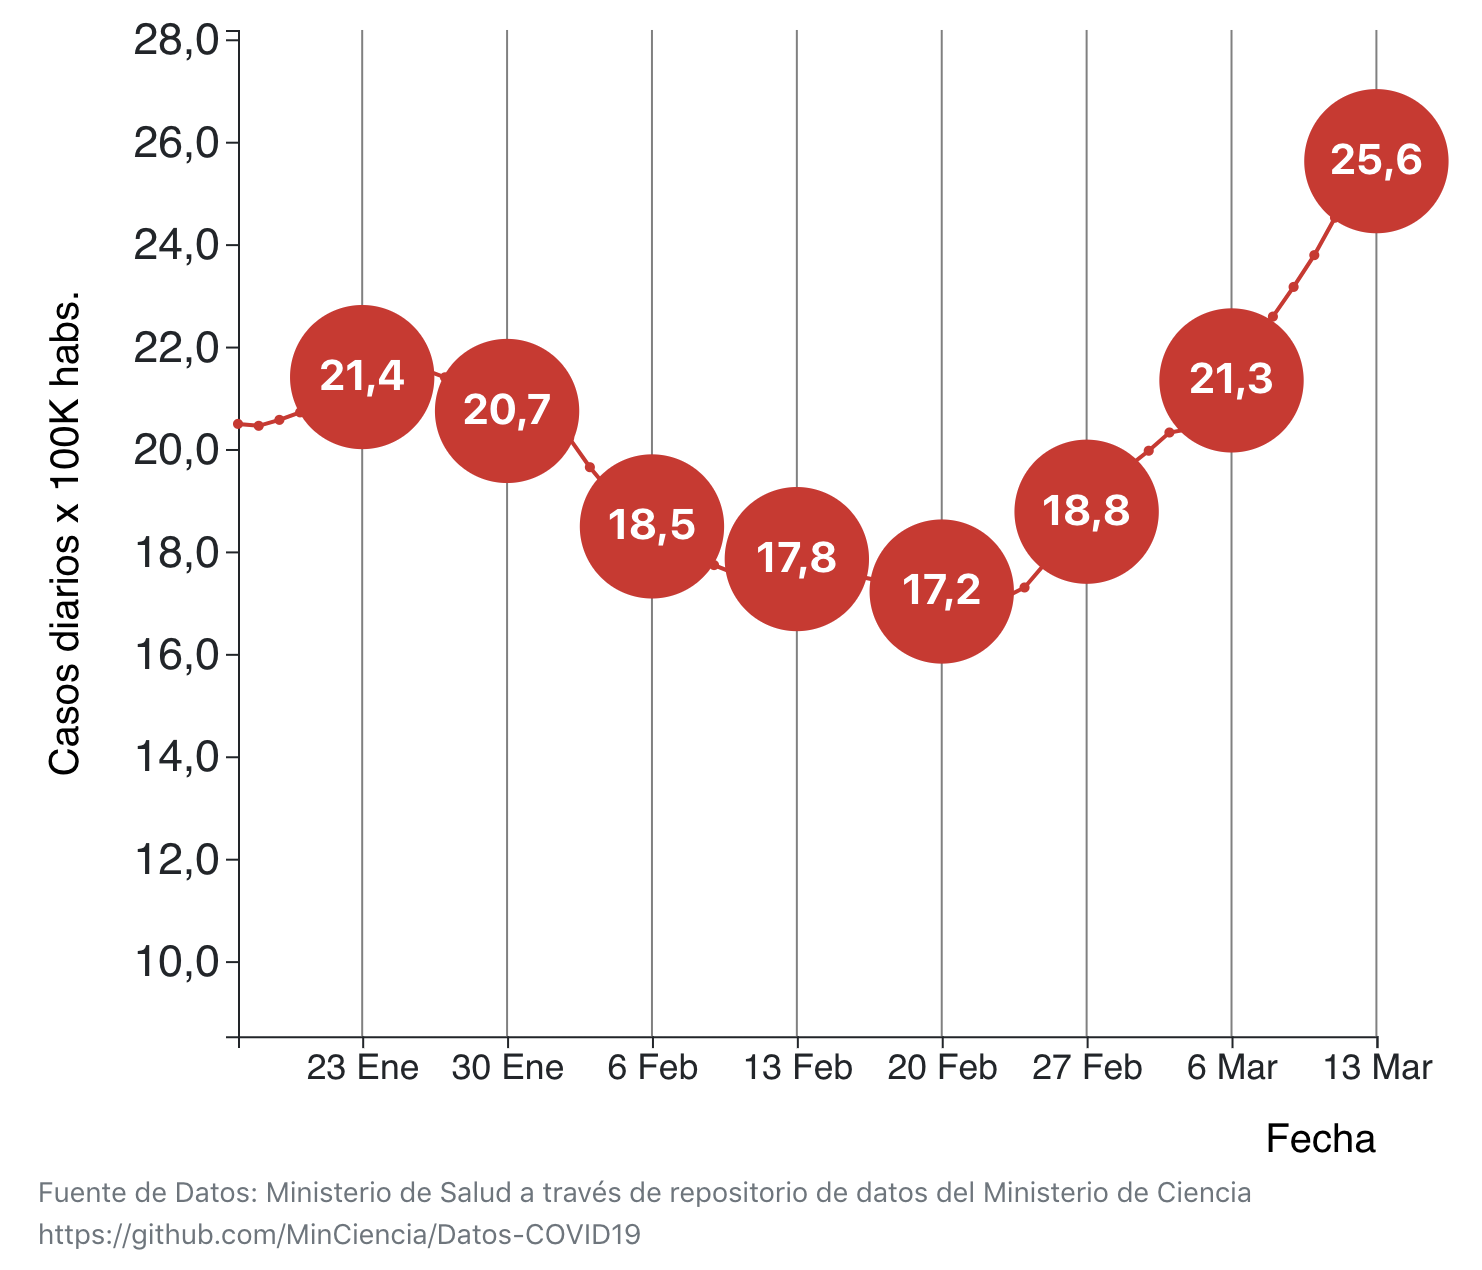 28,0
26,0
24,0
22,0
20,0
18,0
16,0
14,0
12,0
10,0
Casos diarios x 100K habs.
21,4
20,7
18,5
17,8
17,2
18,8
21,3
25,6
23 Ene
30 Ene
6 Feb
13 Feb
20 Feb
27 Feb
6 Mar
13 Mar
Fecha
Fuente de Datos: Ministerio de Salud a través de repositorio de datos del Ministerio de Ciencia
https://github.com/MinCiencia/Datos-COVID19